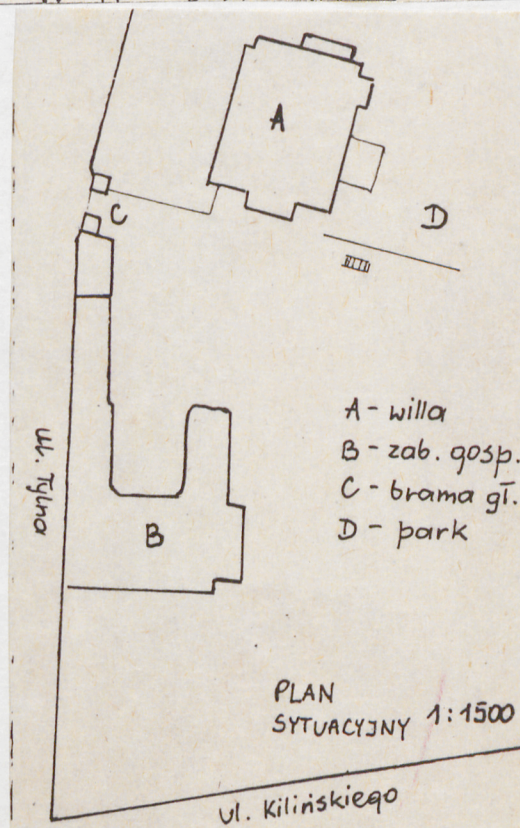 A
C
D
A - willa
B - zab. gosp.
C - brama gł.
D - park
ul. Tylna
B
PLAN
SYTUACYJNY 1:1500
ul. Kilińskiego